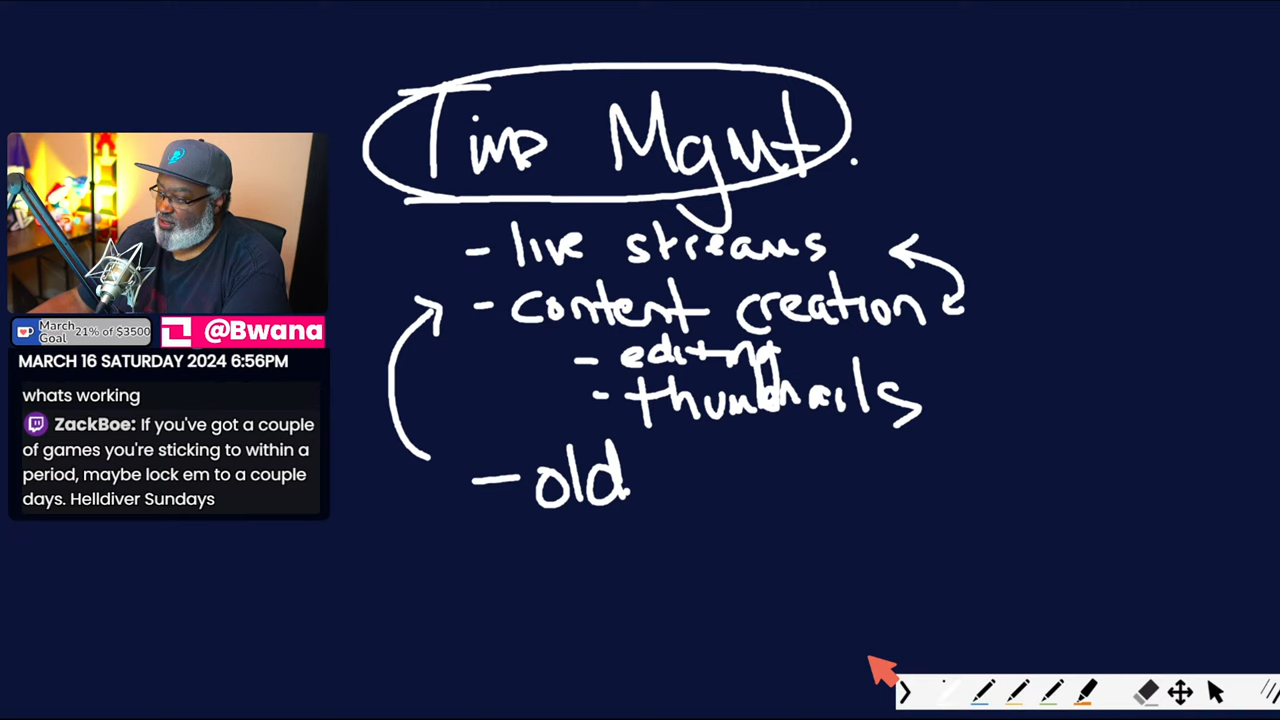 Time Mgmt.
- live streams
- content creation
- editing
- thumbnails
- old
March
Goal
21% of $3500
@Bwana
MARCH 16 SATURDAY 2024 6:56PM
whats working
ZackBoe: If you've got a couple
of games you're sticking to within a
period, maybe lock em to a couple
days. Helldiver Sundays